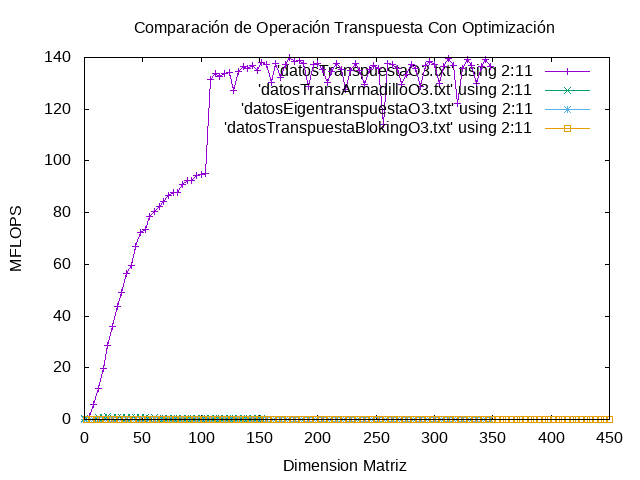 Comparación de Operación Transpuesta Con Optimización
140
120
100
80
60
40
20
0
MFLOPS
'datosTranspuestaO3.txt' using 2:11
'datosTransArmadilloO3.txt' using 2:11
'datosEigentranspuestaO3.txt' using 2:11
'datosTranspuestaBlokingO3.txt' using 2:11
0 50 100 150 200 250 300 350 400 450
Dimension Matriz